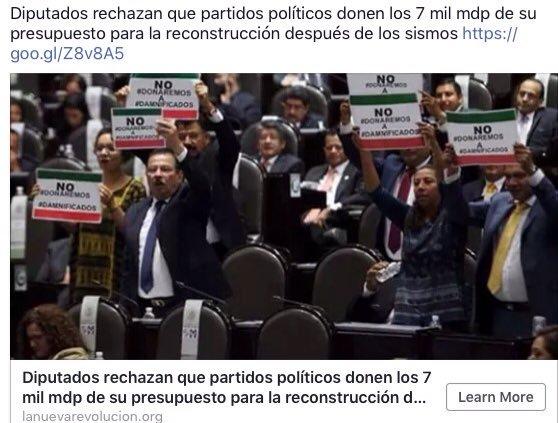 Diputados rechazan que partidos políticos donen los 7 mil mdp de su
presupuesto para la reconstrucción después de los sismos https://
goo.gl/Z8v8A5
NO
#DONAREMOS
A
#DAMNIFICADOS
NO
#DONAREMOS
A
#DAMNIFICADOS
NO
#DONAREMOS
A
#DAMNIFICADOS
NO
NO
#DONAREMOS
A
#DAMNIFICADOS
NO
#DONAREMOS
A
#DAMNIFICADOS
Diputados rechazan que partidos políticos donen los 7
mil mdp de su presupuesto para la reconstrucción d...
Learn More
lanuevarevolucion.org